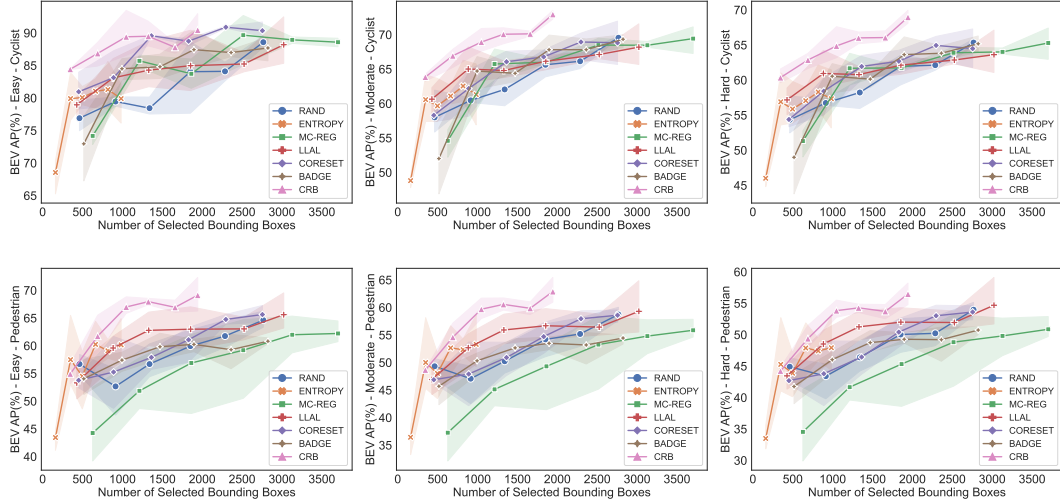 BEV AP(%) - Easy - Cyclist
90
85
80
75
70
65
RAND
ENTROPY
MC-REG
LLAL
CORESET
BADGE
CRB
0 500 1000 1500 2000 2500 3000 3500
Number of Selected Bounding Boxes
BEV AP(%) - Moderate - Cyclist
70
65
60
55
50
RAND
ENTROPY
MC-REG
LLAL
CORESET
BADGE
CRB
0 500 1000 1500 2000 2500 3000 3500
Number of Selected Bounding Boxes
BEV AP(%) - Hard - Cyclist
70
65
60
55
50
45
RAND
ENTROPY
MC-REG
LLAL
CORESET
BADGE
CRB
0 500 1000 1500 2000 2500 3000 3500
Number of Selected Bounding Boxes
BEV AP(%) - Easy - Pedestrian
70
65
60
55
50
45
40
RAND
ENTROPY
MC-REG
LLAL
CORESET
BADGE
CRB
0 500 1000 1500 2000 2500 3000 3500
Number of Selected Bounding Boxes
BEV AP(%) - Moderate - Pedestrian
65
60
55
50
45
40
35
RAND
ENTROPY
MC-REG
LLAL
CORESET
BADGE
CRB
0 500 1000 1500 2000 2500 3000 3500
Number of Selected Bounding Boxes
BEV AP(%) - Hard - Pedestrian
60
55
50
45
40
35
30
RAND
ENTROPY
MC-REG
LLAL
CORESET
BADGE
CRB
0 500 1000 1500 2000 2500 3000 3500
Number of Selected Bounding Boxes